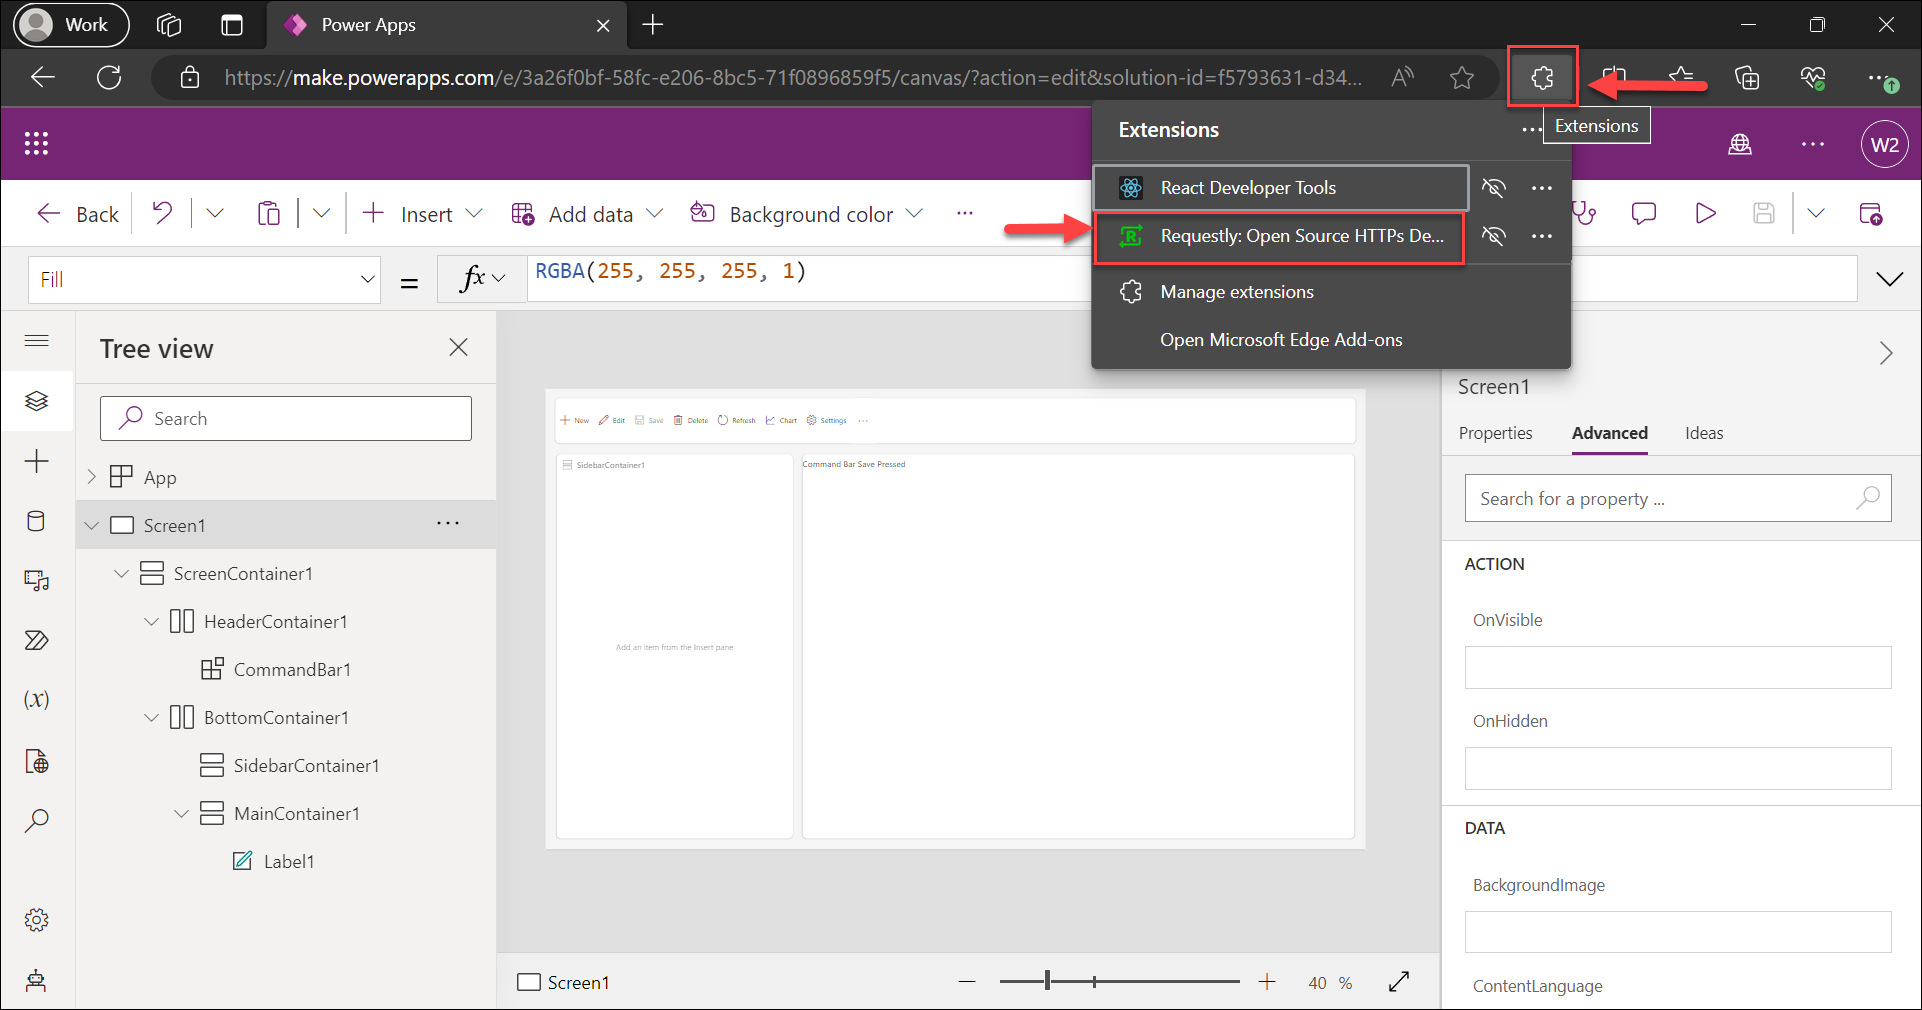 Work
Power Apps
https://make.powerapps.com/e/3a26f0bf-58fc-e206-8bc5-71f0896859f5/canvas/?action=edit&solution-id=f5793631-d34...
Extensions
Extensions
W2
React Developer Tools
Requestly: Open Source HTTPs De...
Manage extensions
Open Microsoft Edge Add-ons
Back
Insert
Add data
Background color
Fill
=
fx
RGBA(255, 255, 255, 1)
Tree view
Search
App
Screen1
ScreenContainer1
HeaderContainer1
CommandBar1
BottomContainer1
SidebarContainer1
MainContainer1
Label1
New Edit Save Delete Refresh Chart Settings
SidebarContainer1
Command Bar Save Pressed
Add an item from the Insert pane
Screen1
40 %
Screen1
Properties
Advanced
Ideas
Search for a property ...
ACTION
OnVisible
OnHidden
DATA
BackgroundImage
ContentLanguage